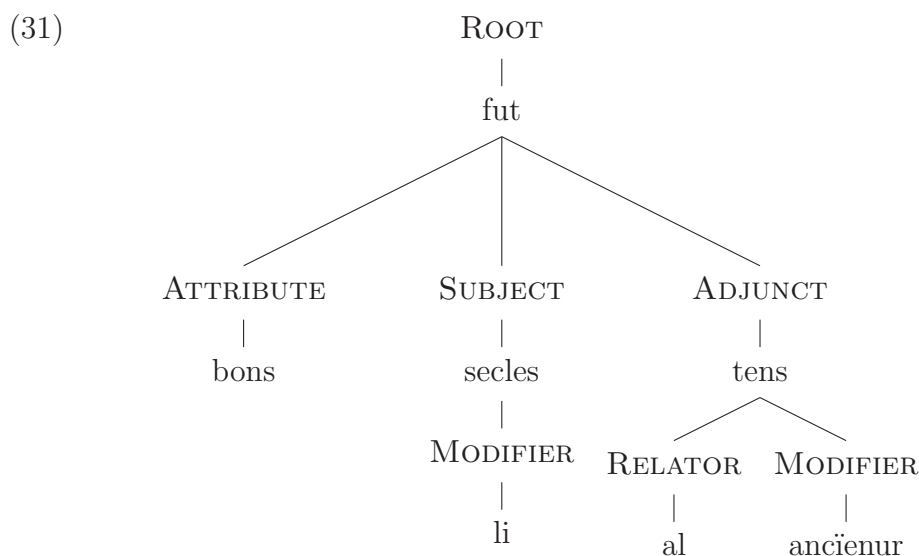 (31) ROOT
fut
ATTRIBUTE SUBJECT ADJUNCT
bons secles tens
MODIFIER RELATOR MODIFIER
li al ancïenur